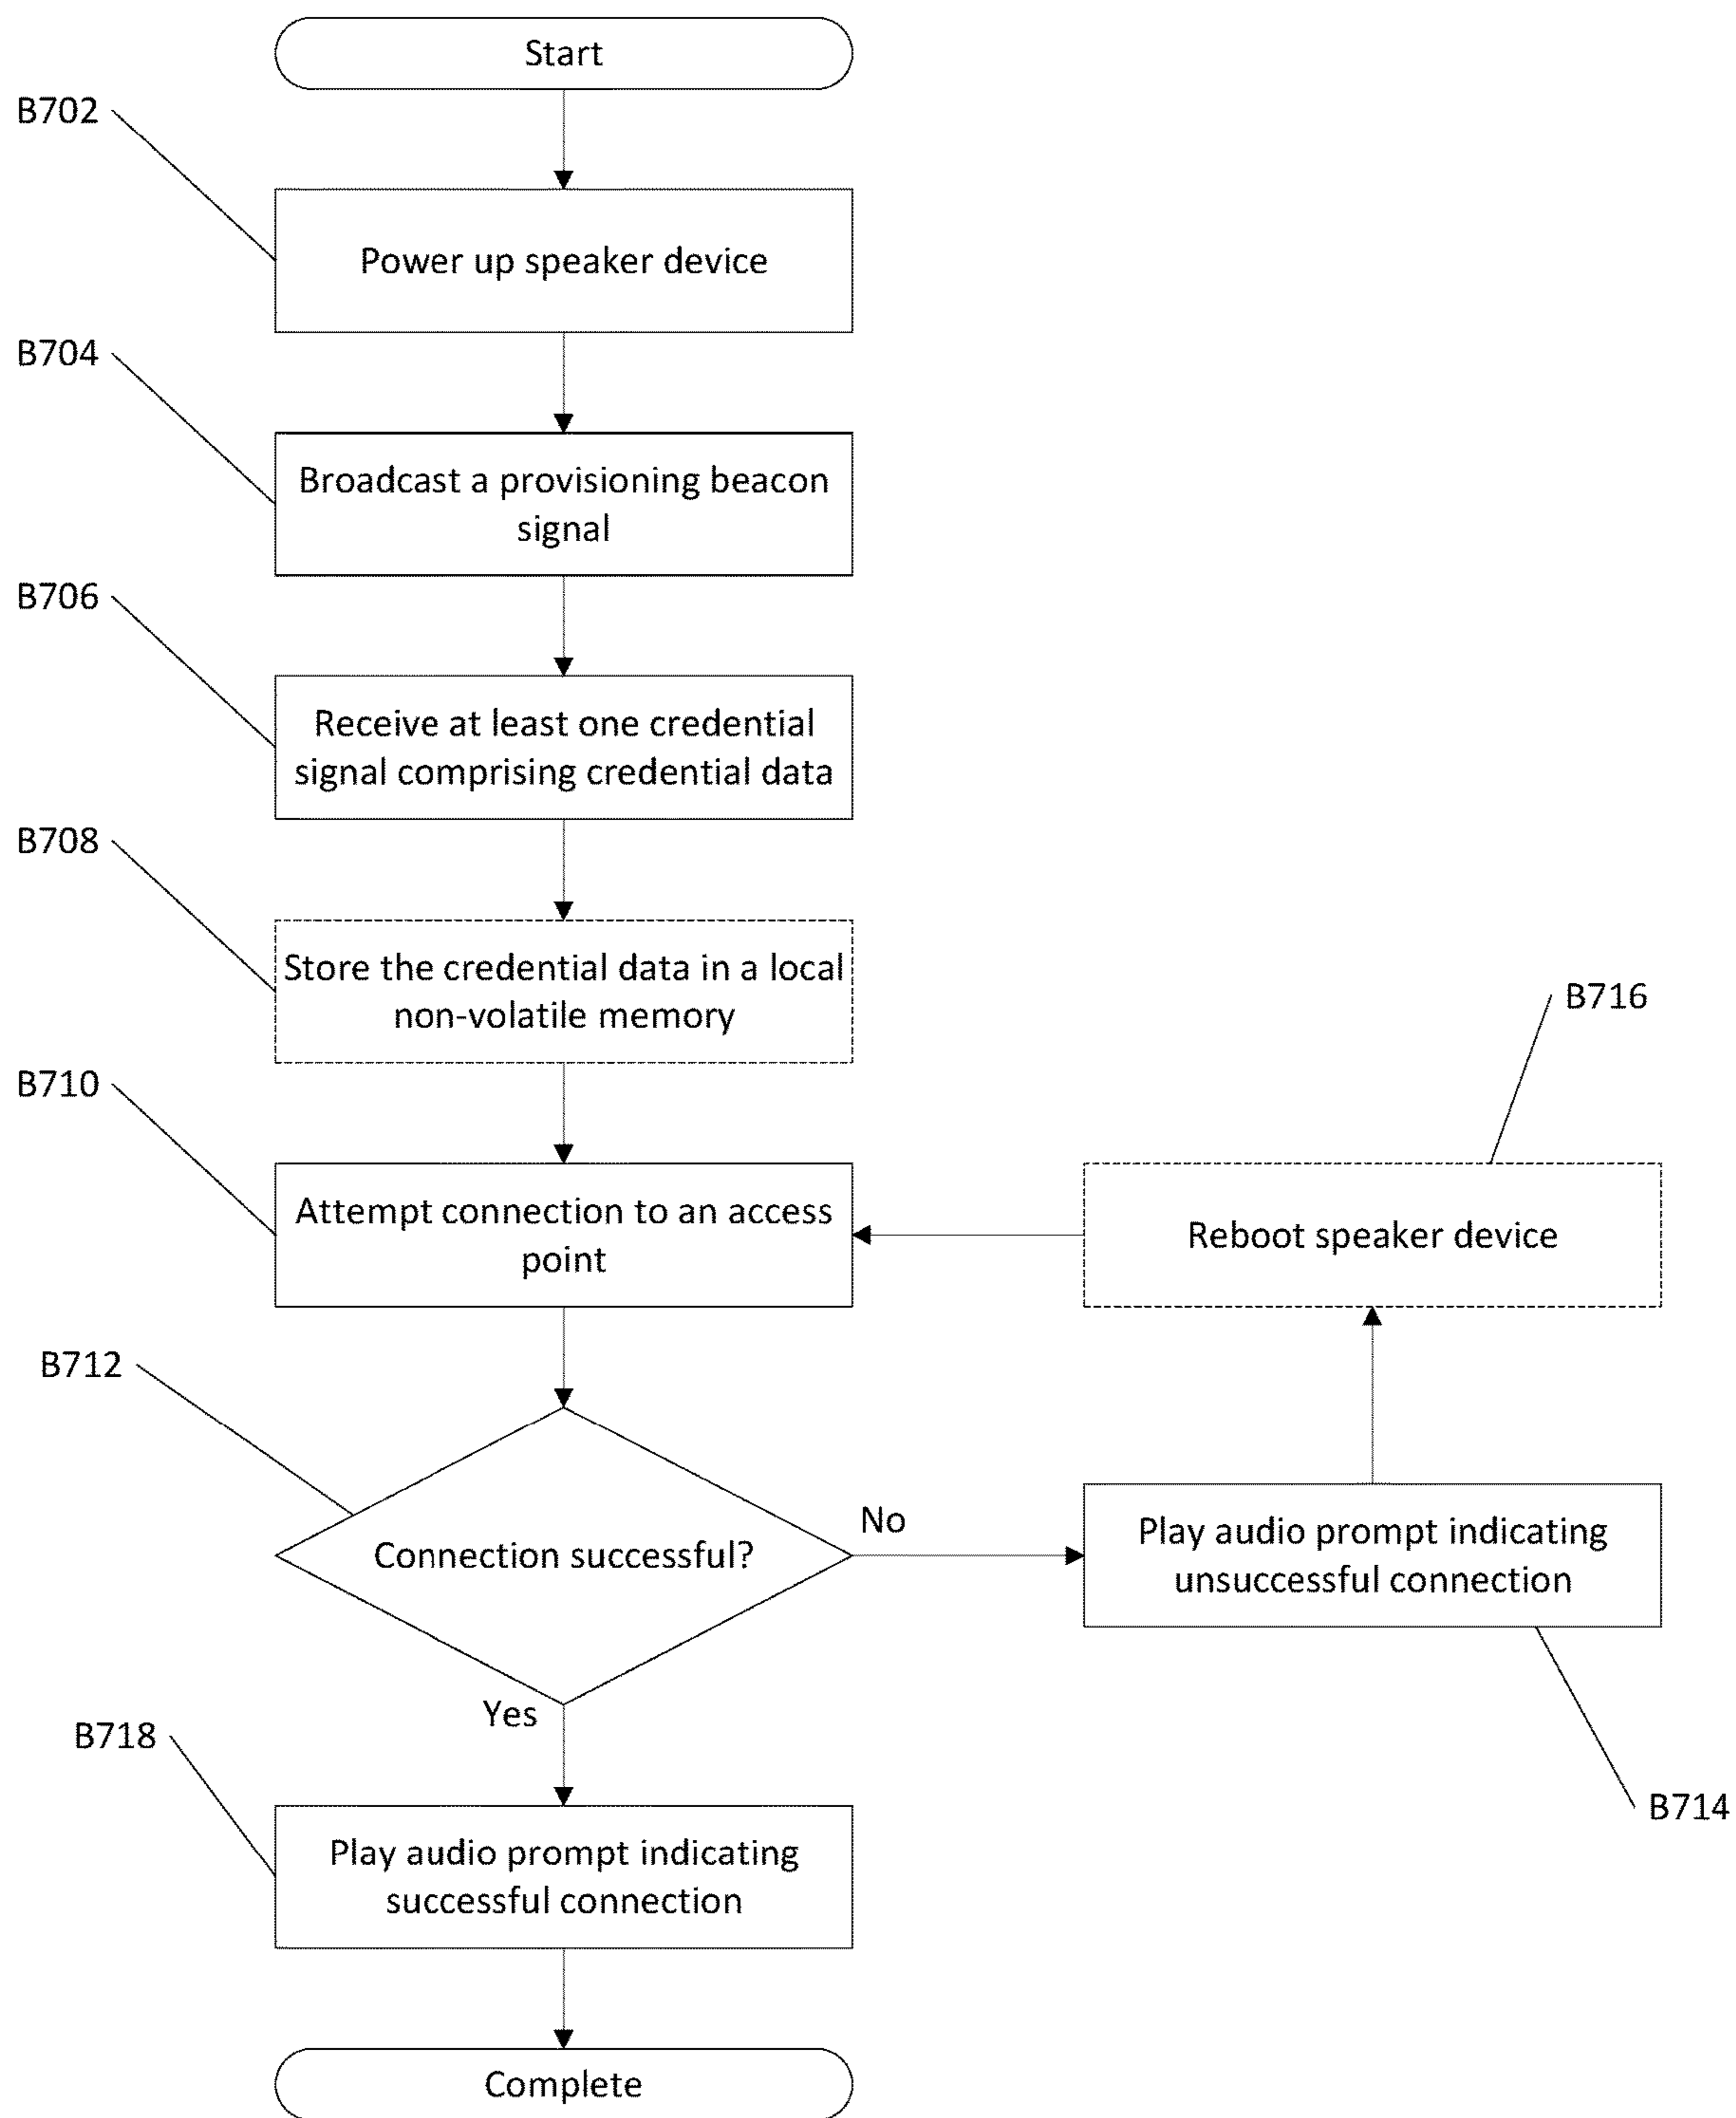 Start
B702
Power up speaker device
B704
Broadcast a provisioning beacon
signal
B706
Receive at least one credential
signal comprising credential data
B708
Store the credential data in a local
non-volatile memory
B716
B710
Attempt connection to an access
point
Reboot speaker device
B712
Connection successful?
No
Play audio prompt indicating
unsuccessful connection
Yes
B718
B714
Play audio prompt indicating
successful connection
Complete